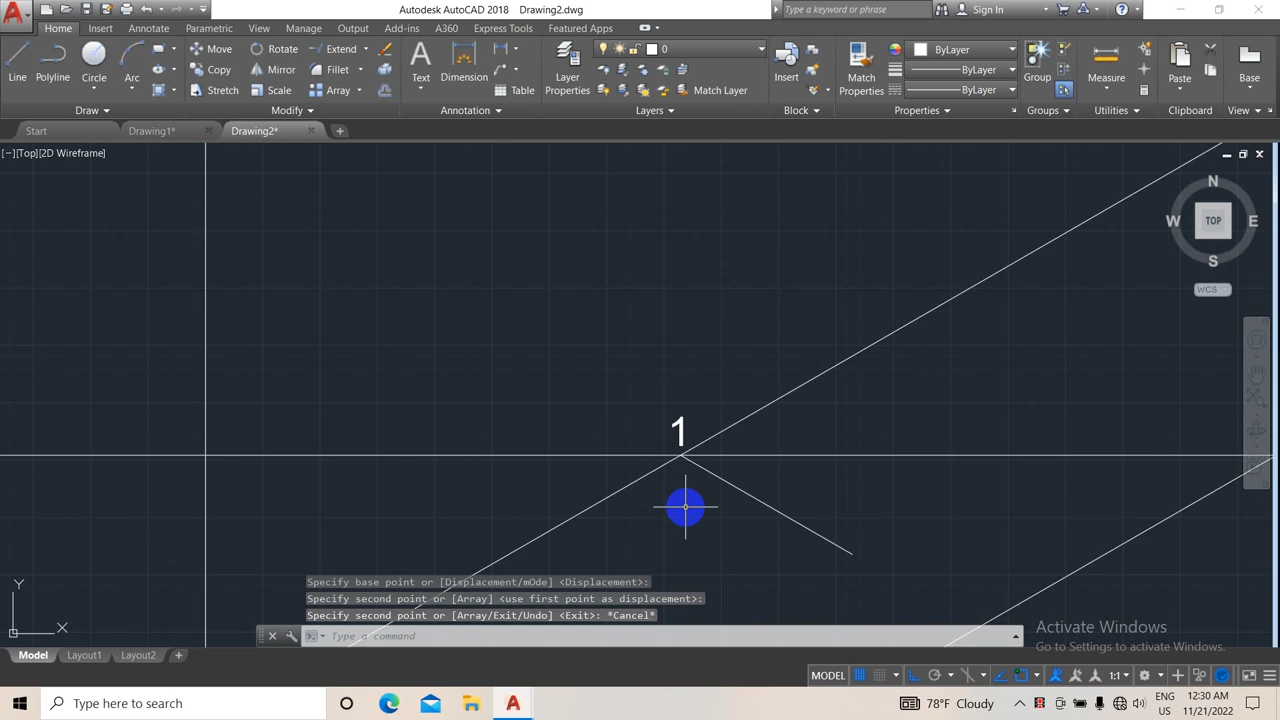 Autodesk AutoCAD 2018 Drawing2.dwg
Type a keyword or phrase
Sign In
Home Insert Annotate Parametric View Manage Output Add-ins A360 Express Tools Featured Apps
Line
Polyline
Circle
Arc
Move
Rotate
Extend
Copy
Mirror
Fillet
Stretch
Scale
Array
Text
Dimension
Table
Layer
Properties
0
Match Layer
Insert
Match
Properties
ByLayer
ByLayer
ByLayer
Group
Measure
Paste
Base
Draw
Modify
Annotation
Layers
Block
Properties
Groups
Utilities
Clipboard
View
Start
Drawing1*
Drawing2*
[−][Top][2D Wireframe]
N
W
TOP
E
S
WCS
1
Y
X
Specify base point or [Displacement/mOde] <Displacement>:
Specify second point or [Array] <use first point as displacement>:
Specify second point or [Array/Exit/Undo] <Exit>: *Cancel*
Type a command
Activate Windows
Go to Settings to activate Windows.
Model
Layout1
Layout2
MODEL
1:1
Type here to search
78°F Cloudy
ENG
US
12:30 AM
11/21/2022